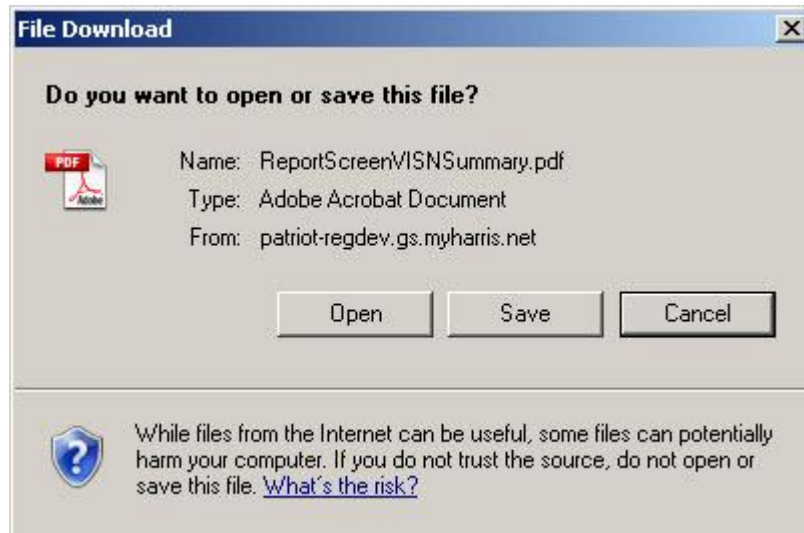 File Download
Do you want to open or save this file?
PDF
Adobe
Name: ReportScreenVISNSummary.pdf
Type: Adobe Acrobat Document
From: patriot-regdev.gs.myharris.net
Open Save Cancel
While files from the Internet can be useful, some files can potentially
harm your computer. If you do not trust the source, do not open or
save this file. What's the risk?